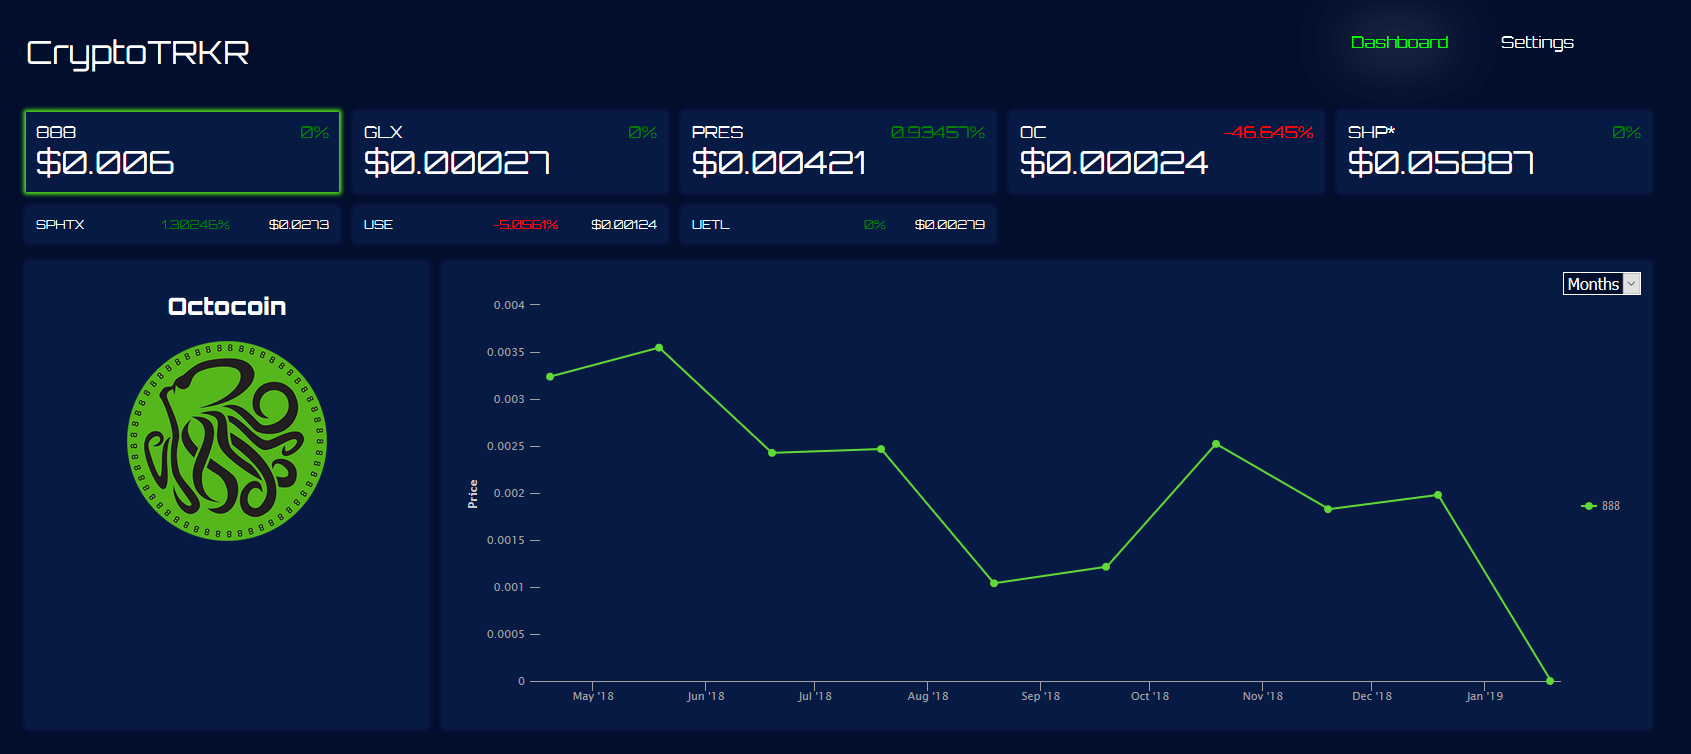 CryptoTRKR
Dashboard Settings
888 0%
$0.006
GLX 0%
$0.00027
PRES 0.93457%
$0.00421
OC -46.645%
$0.00024
SHP* 0%
$0.05887
SPHTX 1.30246% $0.0273
USE -5.0561% $0.00124
UETL 0% $0.00279
Octocoin
Months
0.004
0.0035
0.003
0.0025
0.002
0.0015
0.001
0.0005
0
Price
May '18 Jun '18 Jul '18 Aug '18 Sep '18 Oct '18 Nov '18 Dec '18 Jan '19
888